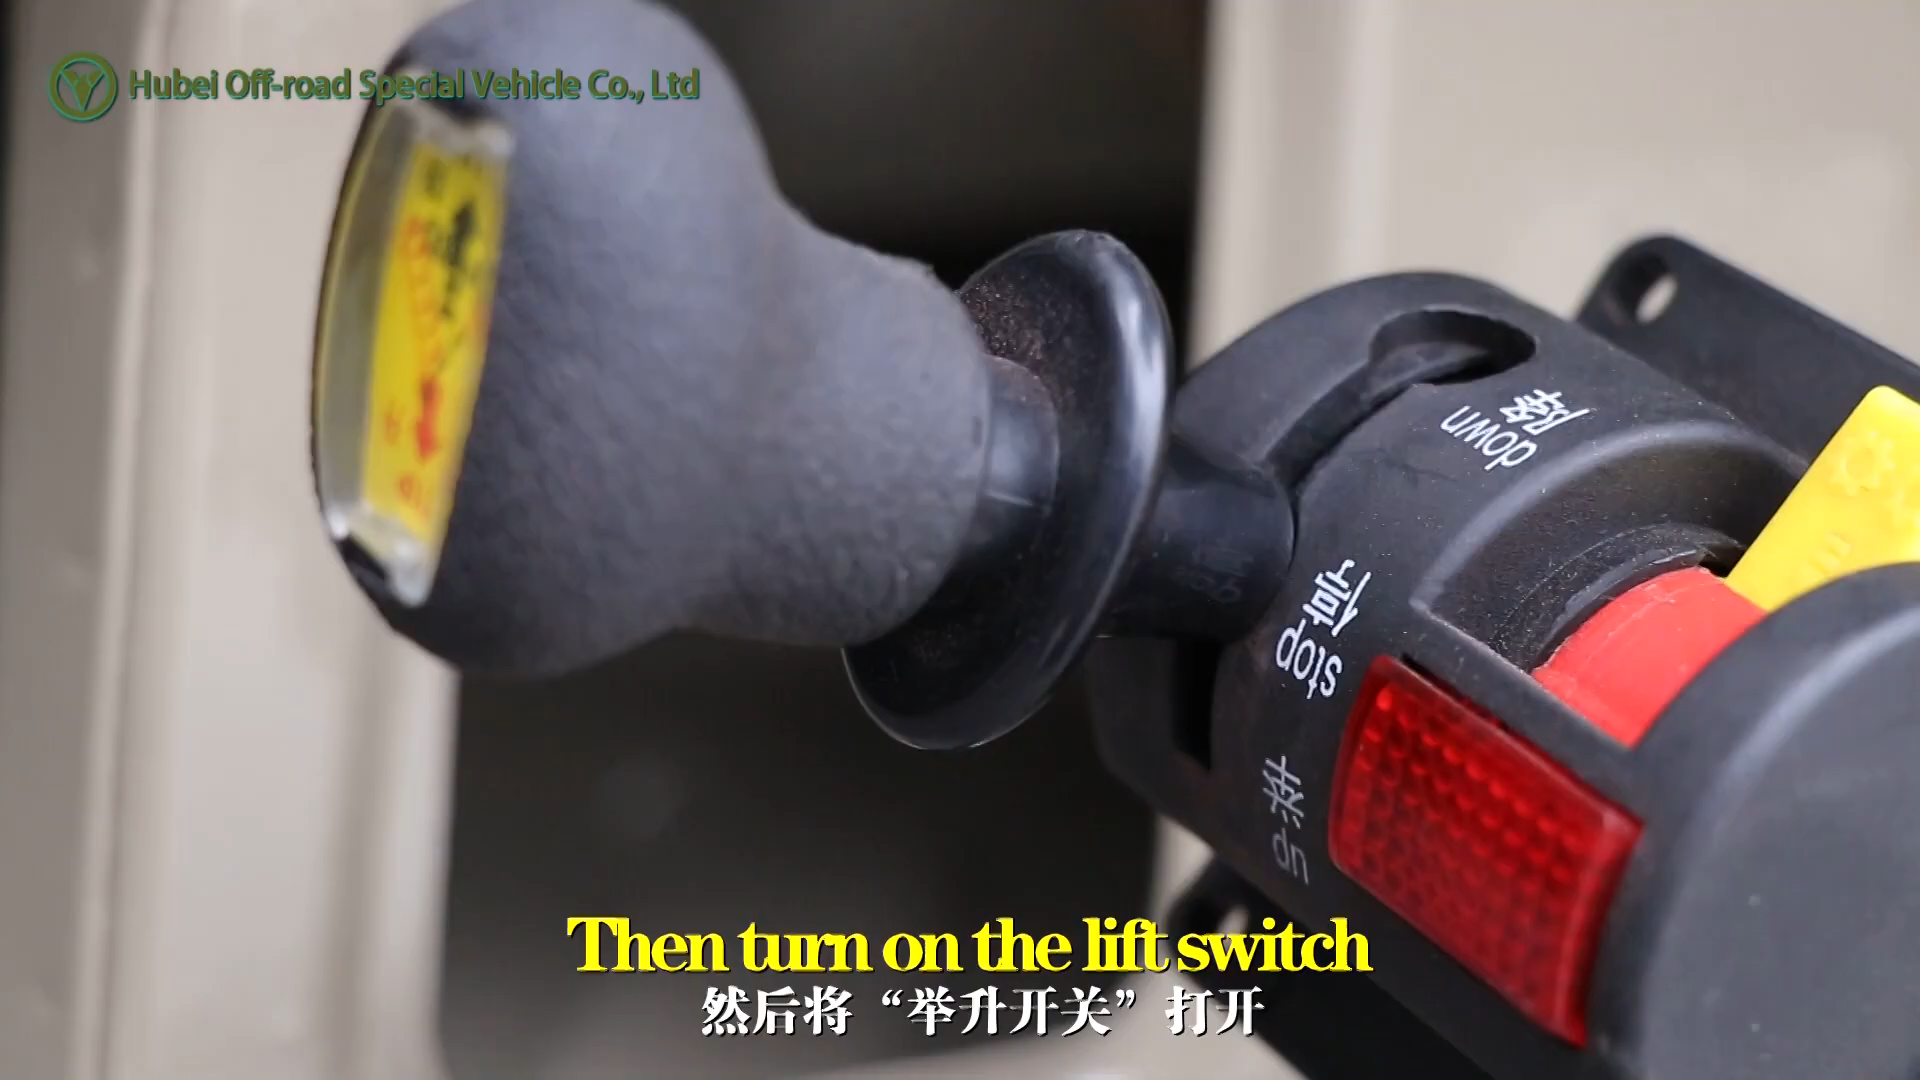 Hubei Off-road Special Vehicle Co., Ltd
down
降
stop
停
up
举
Then turn on the lift switch
然后将“举升开关”打开